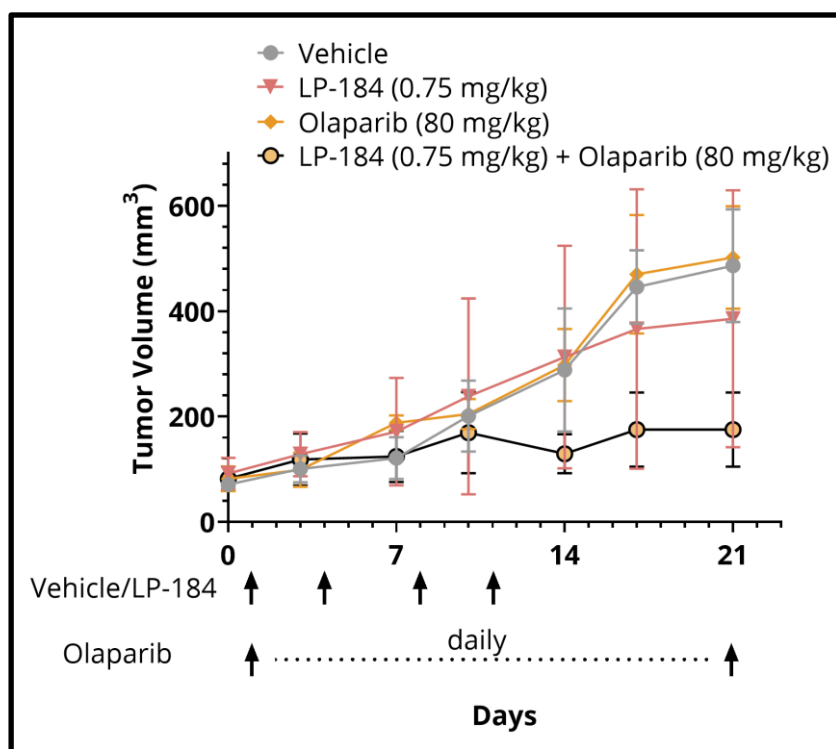 Vehicle
LP-184 (0.75 mg/kg)
Olaparib (80 mg/kg)
LP-184 (0.75 mg/kg) + Olaparib (80 mg/kg)
Tumor Volume (mm³)
600
400
200
0
0 7 14 21
Vehicle/LP-184
Olaparib daily
Days